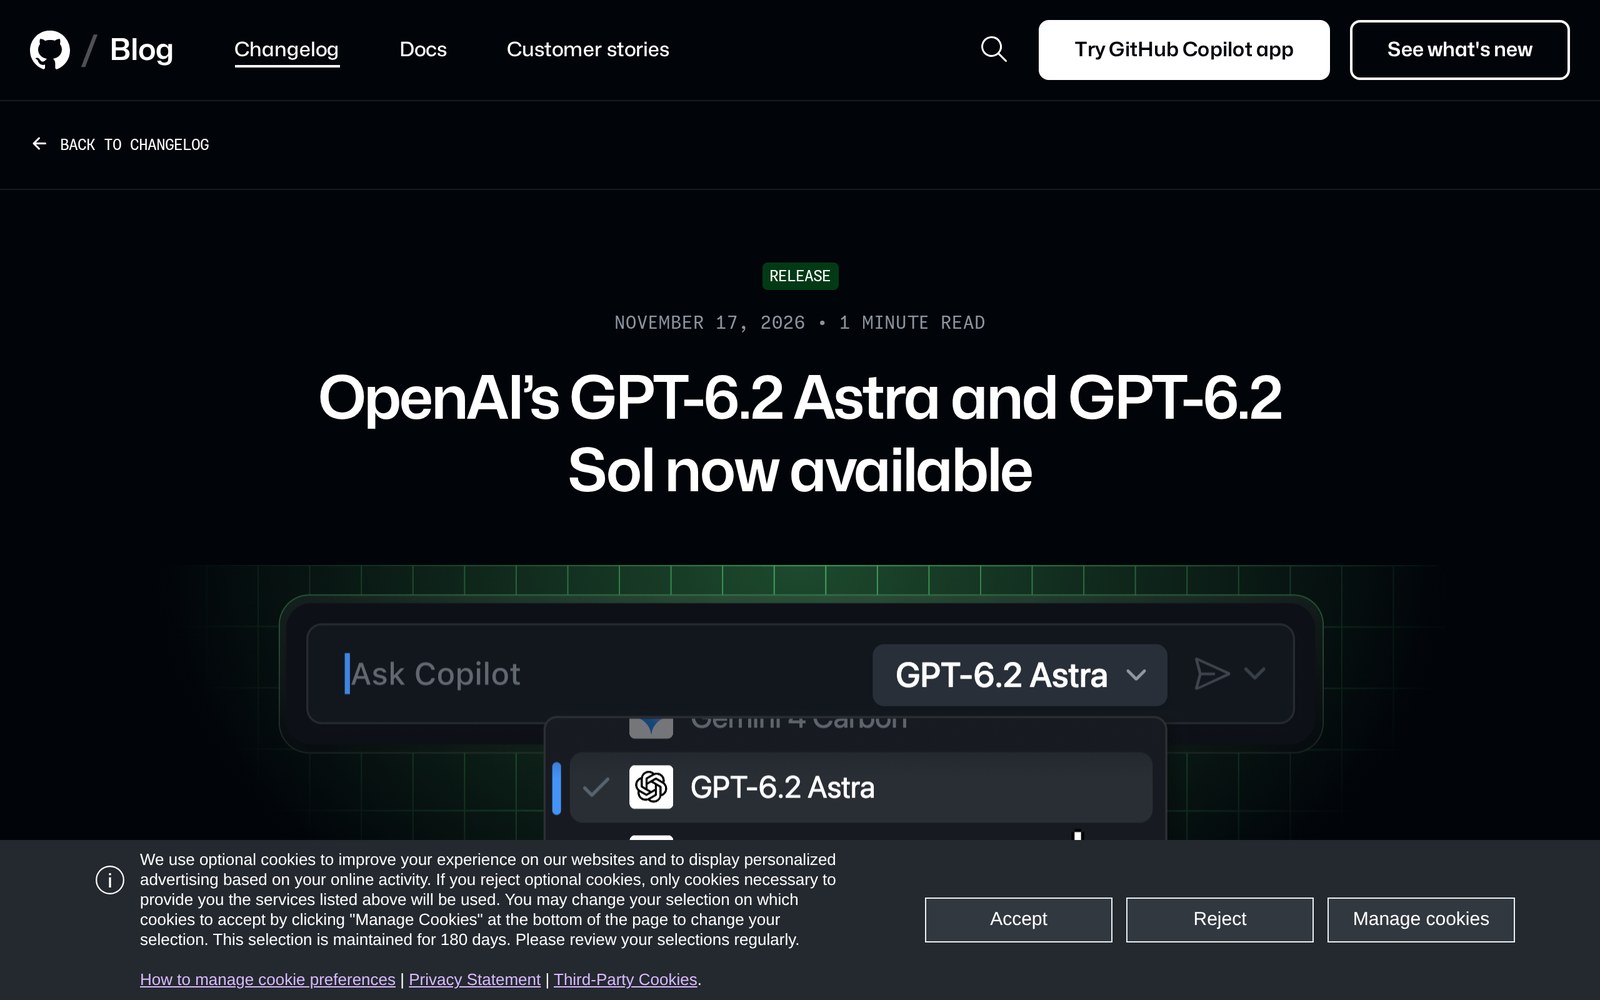 Blog
Changelog
Docs
Customer stories
Try GitHub Copilot app
See what's new
BACK TO CHANGELOG
RELEASE
NOVEMBER 17, 2026 • 1 MINUTE READ
OpenAI’s GPT-6.2 Astra and GPT-6.2
Sol now available
Ask Copilot
GPT-6.2 Astra
Gemini 4 Carbon
GPT-6.2 Astra
We use optional cookies to improve your experience on our websites and to display personalized
advertising based on your online activity. If you reject optional cookies, only cookies necessary to
provide you the services listed above will be used. You may change your selection on which
cookies to accept by clicking "Manage Cookies" at the bottom of the page to change your
selection. This selection is maintained for 180 days. Please review your selections regularly.
How to manage cookie preferences | Privacy Statement | Third-Party Cookies.
Accept
Reject
Manage cookies